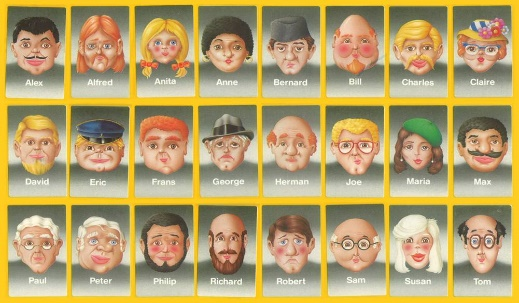 Alex Alfred Anita Anne Bernard Bill Charles Claire
David Eric Frans George Herman Joe Maria Max
Paul Peter Philip Richard Robert Sam Susan Tom